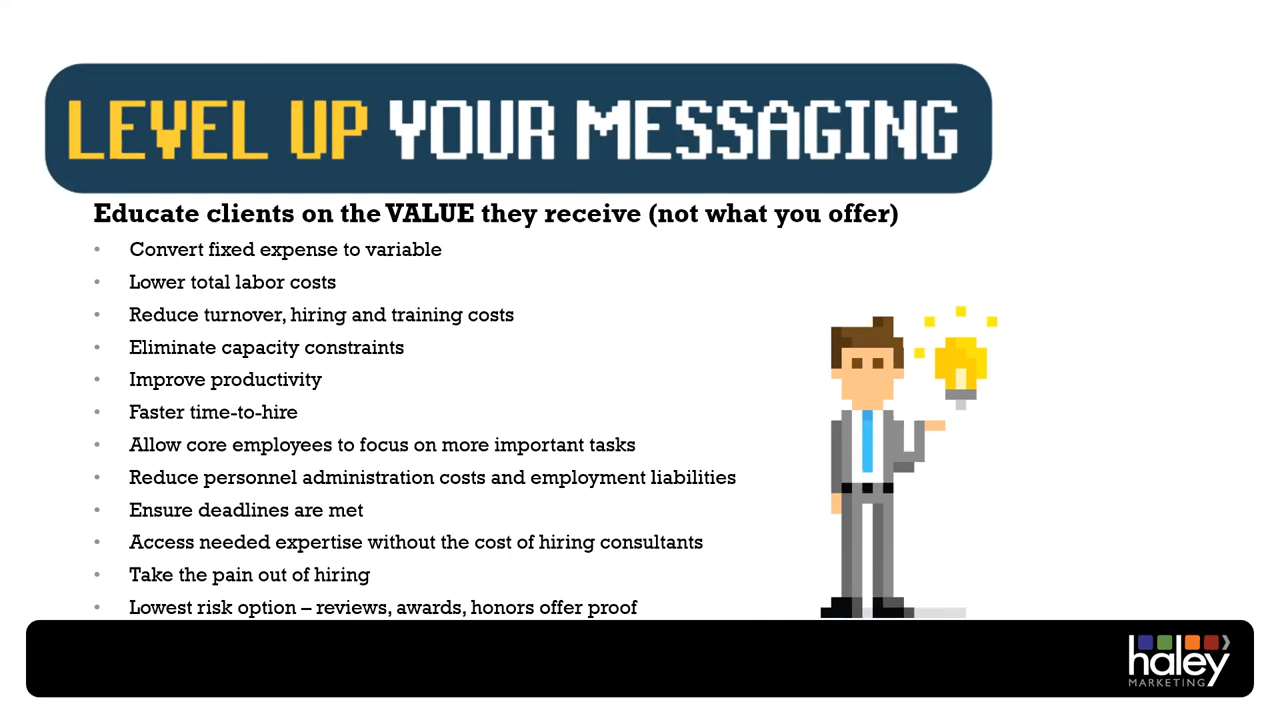 LEVEL UP YOUR MESSAGING
Educate clients on the VALUE they receive (not what you offer)
• Convert fixed expense to variable
• Lower total labor costs
• Reduce turnover, hiring and training costs
• Eliminate capacity constraints
• Improve productivity
• Faster time-to-hire
• Allow core employees to focus on more important tasks
• Reduce personnel administration costs and employment liabilities
• Ensure deadlines are met
• Access needed expertise without the cost of hiring consultants
• Take the pain out of hiring
• Lowest risk option – reviews, awards, honors offer proof
haley
MARKETING